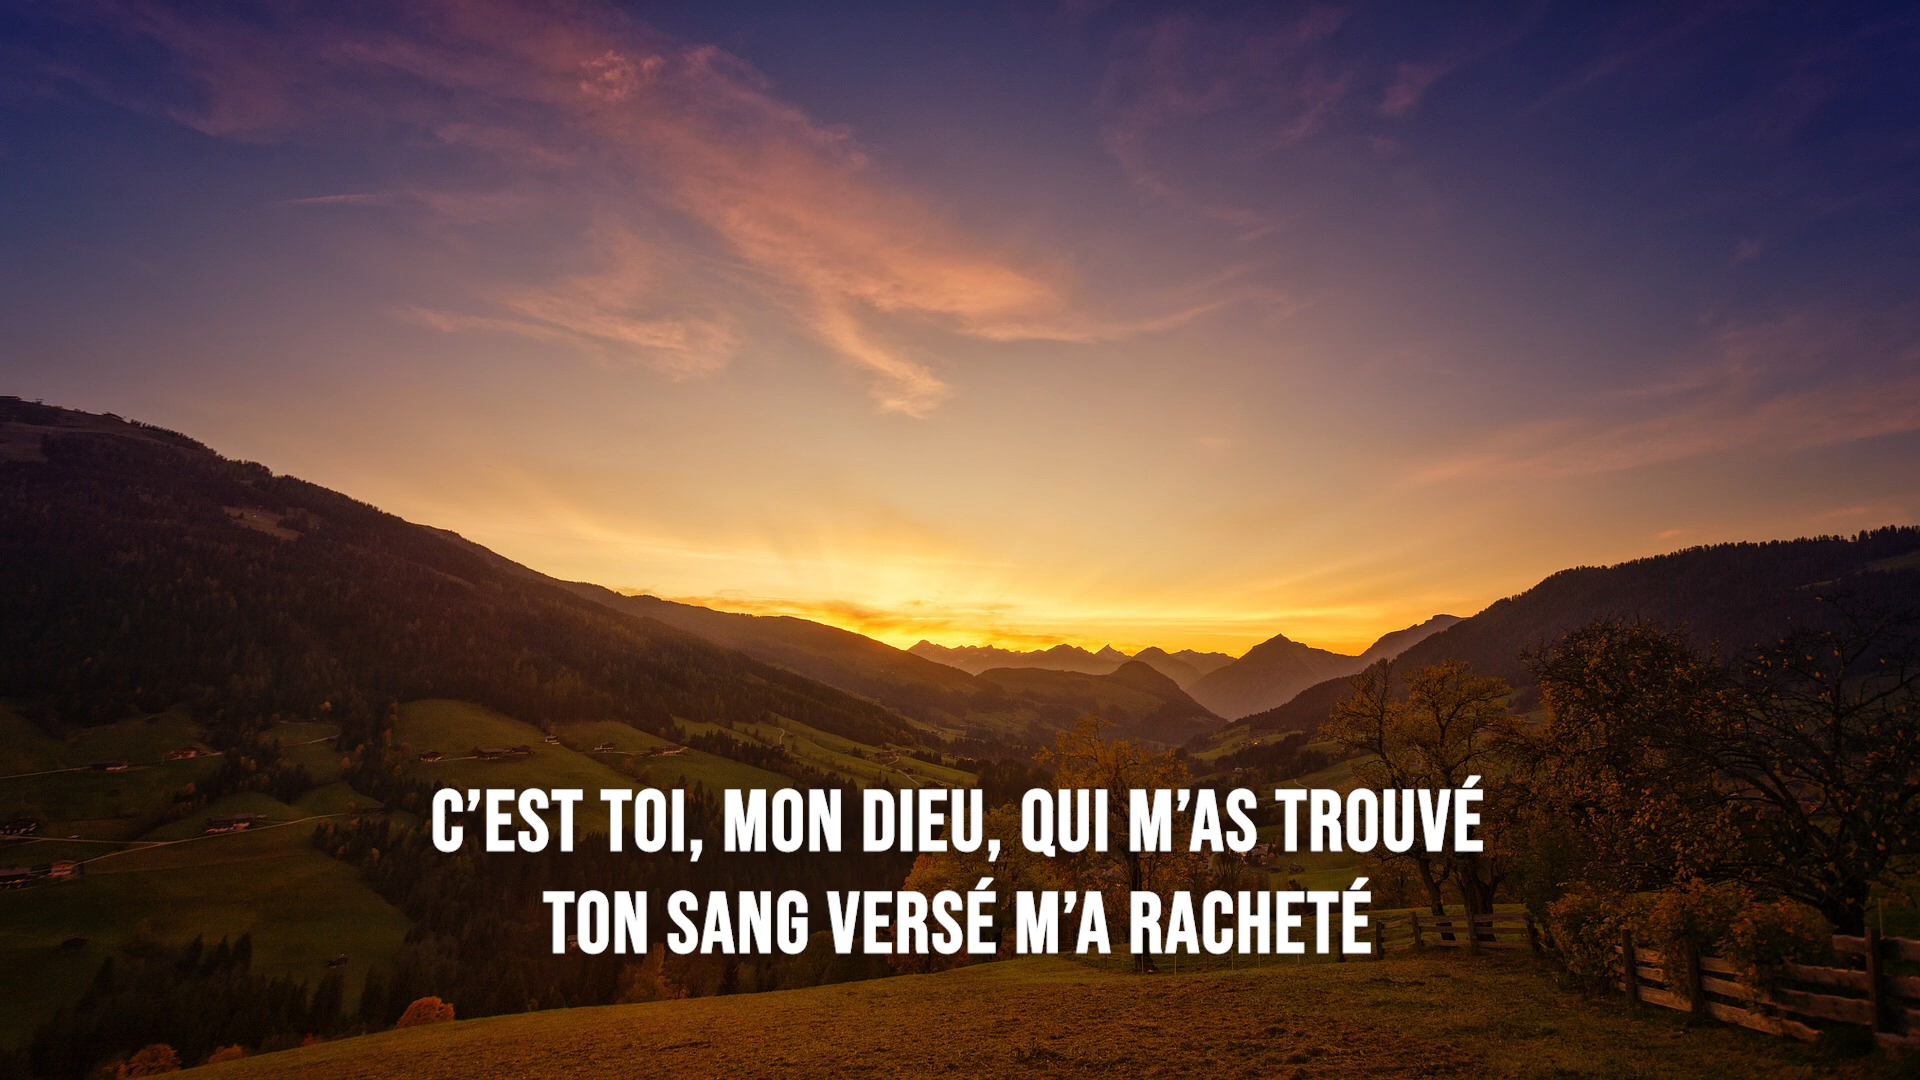 C’EST TOI, MON DIEU, QUI M’AS TROUVÉ
TON SANG VERSÉ M’A RACHETÉ